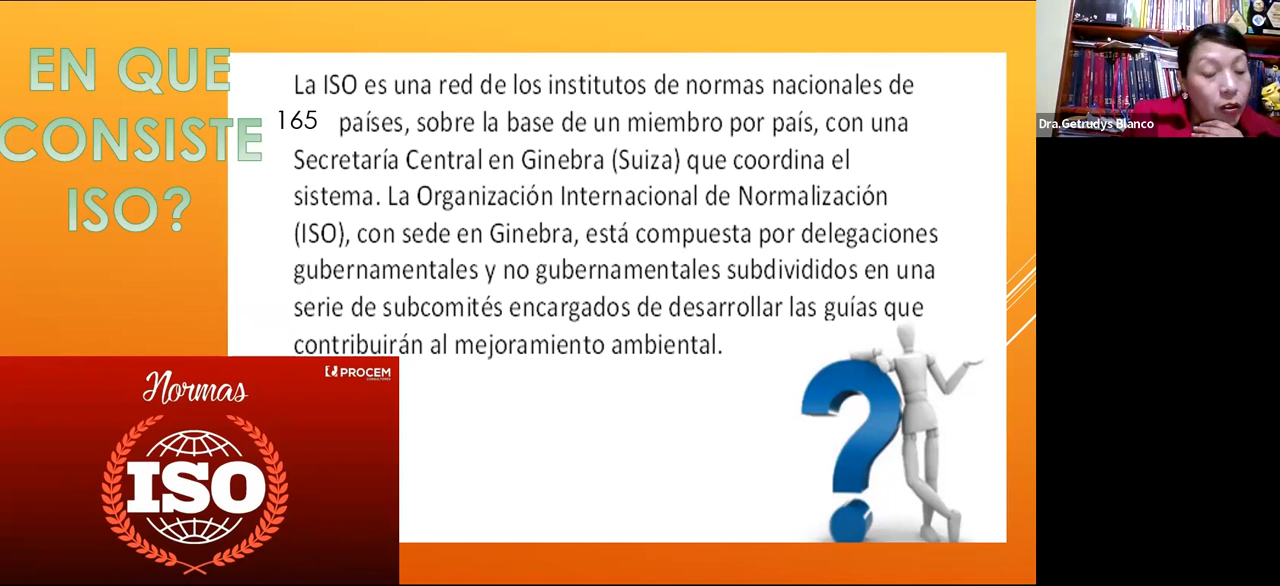 EN QUE
CONSISTE
ISO?
La ISO es una red de los institutos de normas nacionales de
165 países, sobre la base de un miembro por país, con una
Secretaría Central en Ginebra (Suiza) que coordina el
sistema. La Organización Internacional de Normalización
(ISO), con sede en Ginebra, está compuesta por delegaciones
gubernamentales y no gubernamentales subdivididos en una
serie de subcomités encargados de desarrollar las guías que
contribuirán al mejoramiento ambiental.
PROCEM
CONSULTORES
Normas
ISO
Dra.Getrudys Blanco